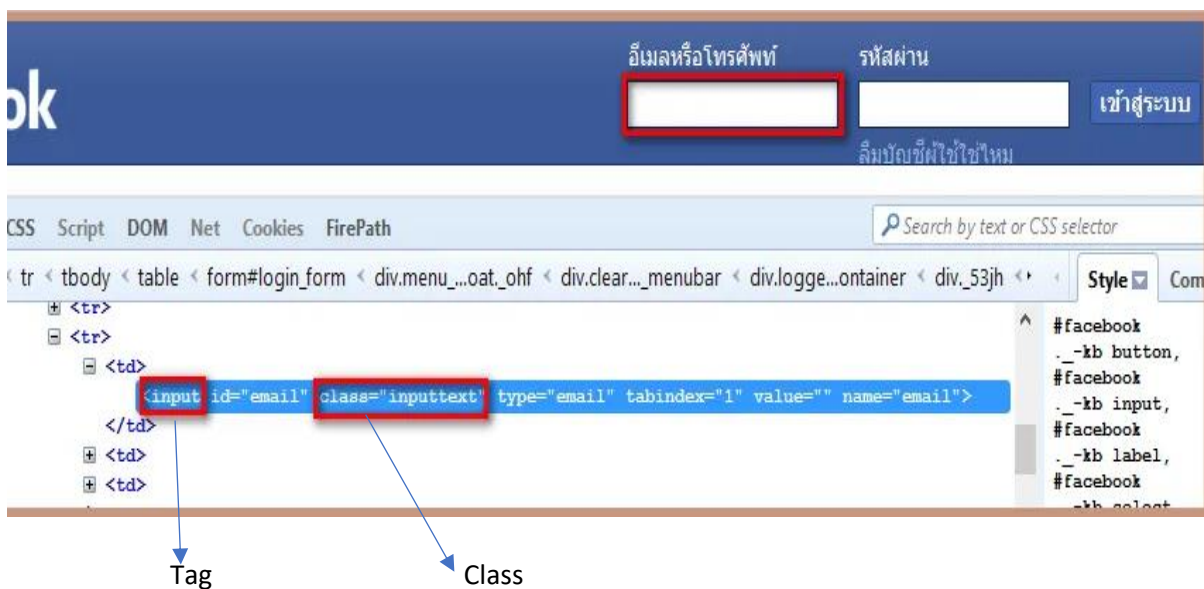 อีเมลหรือโทรศัพท์ รหัสผ่าน
ok เข้าสู่ระบบ
ลืมบัญชีผู้ใช้ใช่ไหม
CSS Script DOM Net Cookies FirePath Search by text or CSS selector
< tr < tbody < table < form#login_form < div.menu_...oat._ohf < div.clear..._menubar < div.logge...ontainer < div._53jh < Style Com
<tr>
<tr>
<td>
<input id="email" class="inputtext" type="email" tabindex="1" value="" name="email">
</td>
<td>
<td>
#facebook
._-kb button,
#facebook
._-kb input,
#facebook
._-kb label,
#facebook
._-kb select
Tag Class